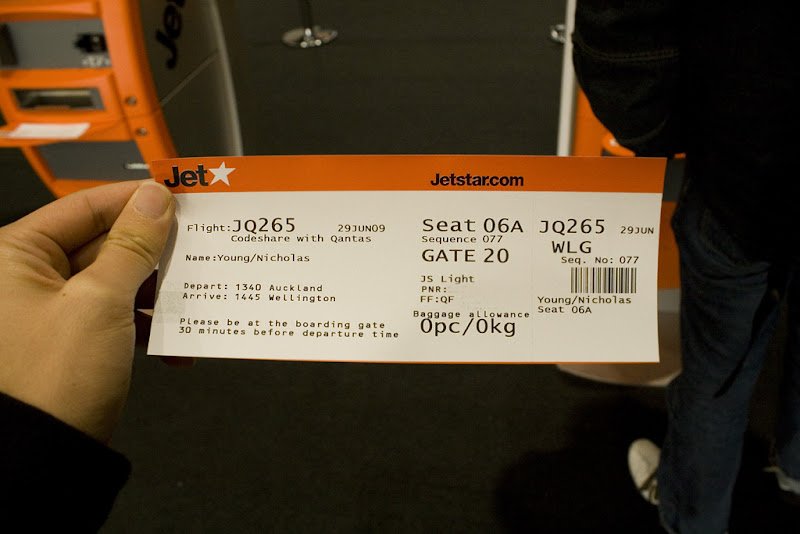 Jet
Jetstar.com
Flight:JQ265 29JUN09
Codeshare with Qantas
Name:Young/Nicholas
Depart: 1340 Auckland
Arrive: 1445 Wellington
Please be at the boarding gate
30 minutes before departure time
Seat 06A
Sequence 077
GATE 20
JS Light
PNR:
FF:QF
Baggage allowance
0pc/0kg
JQ265 29JUN
WLG
Seq. No: 077
Young/Nicholas
Seat 06A
Jet